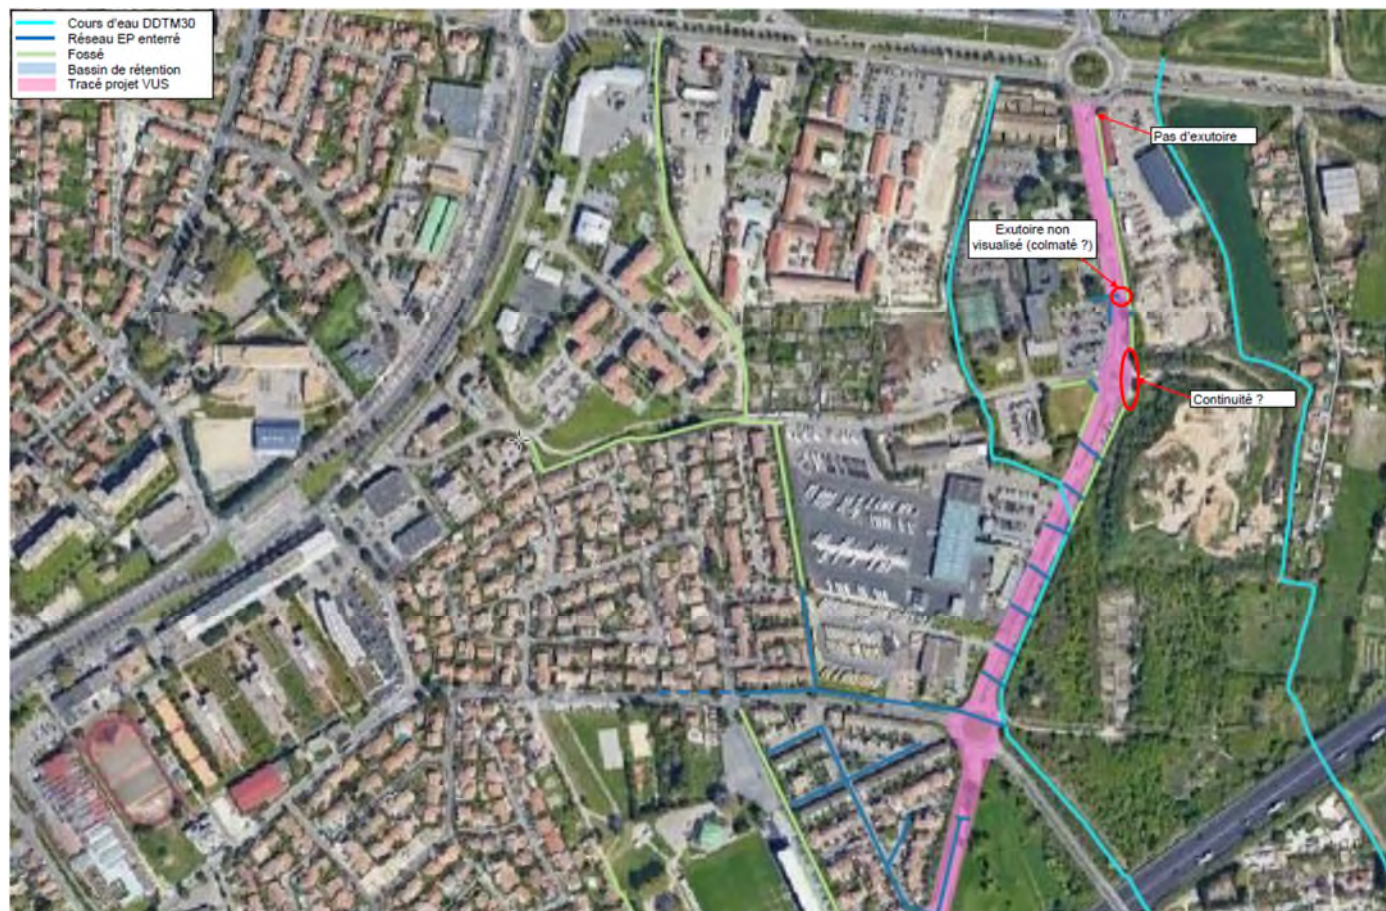 Cours d'eau DDTM30
Réseau EP enterré
Fossé
Bassin de rétention
Tracé projet VUS
Pas d'exutoire
Exutoire non
visualisé (colmaté ?)
Continuité ?